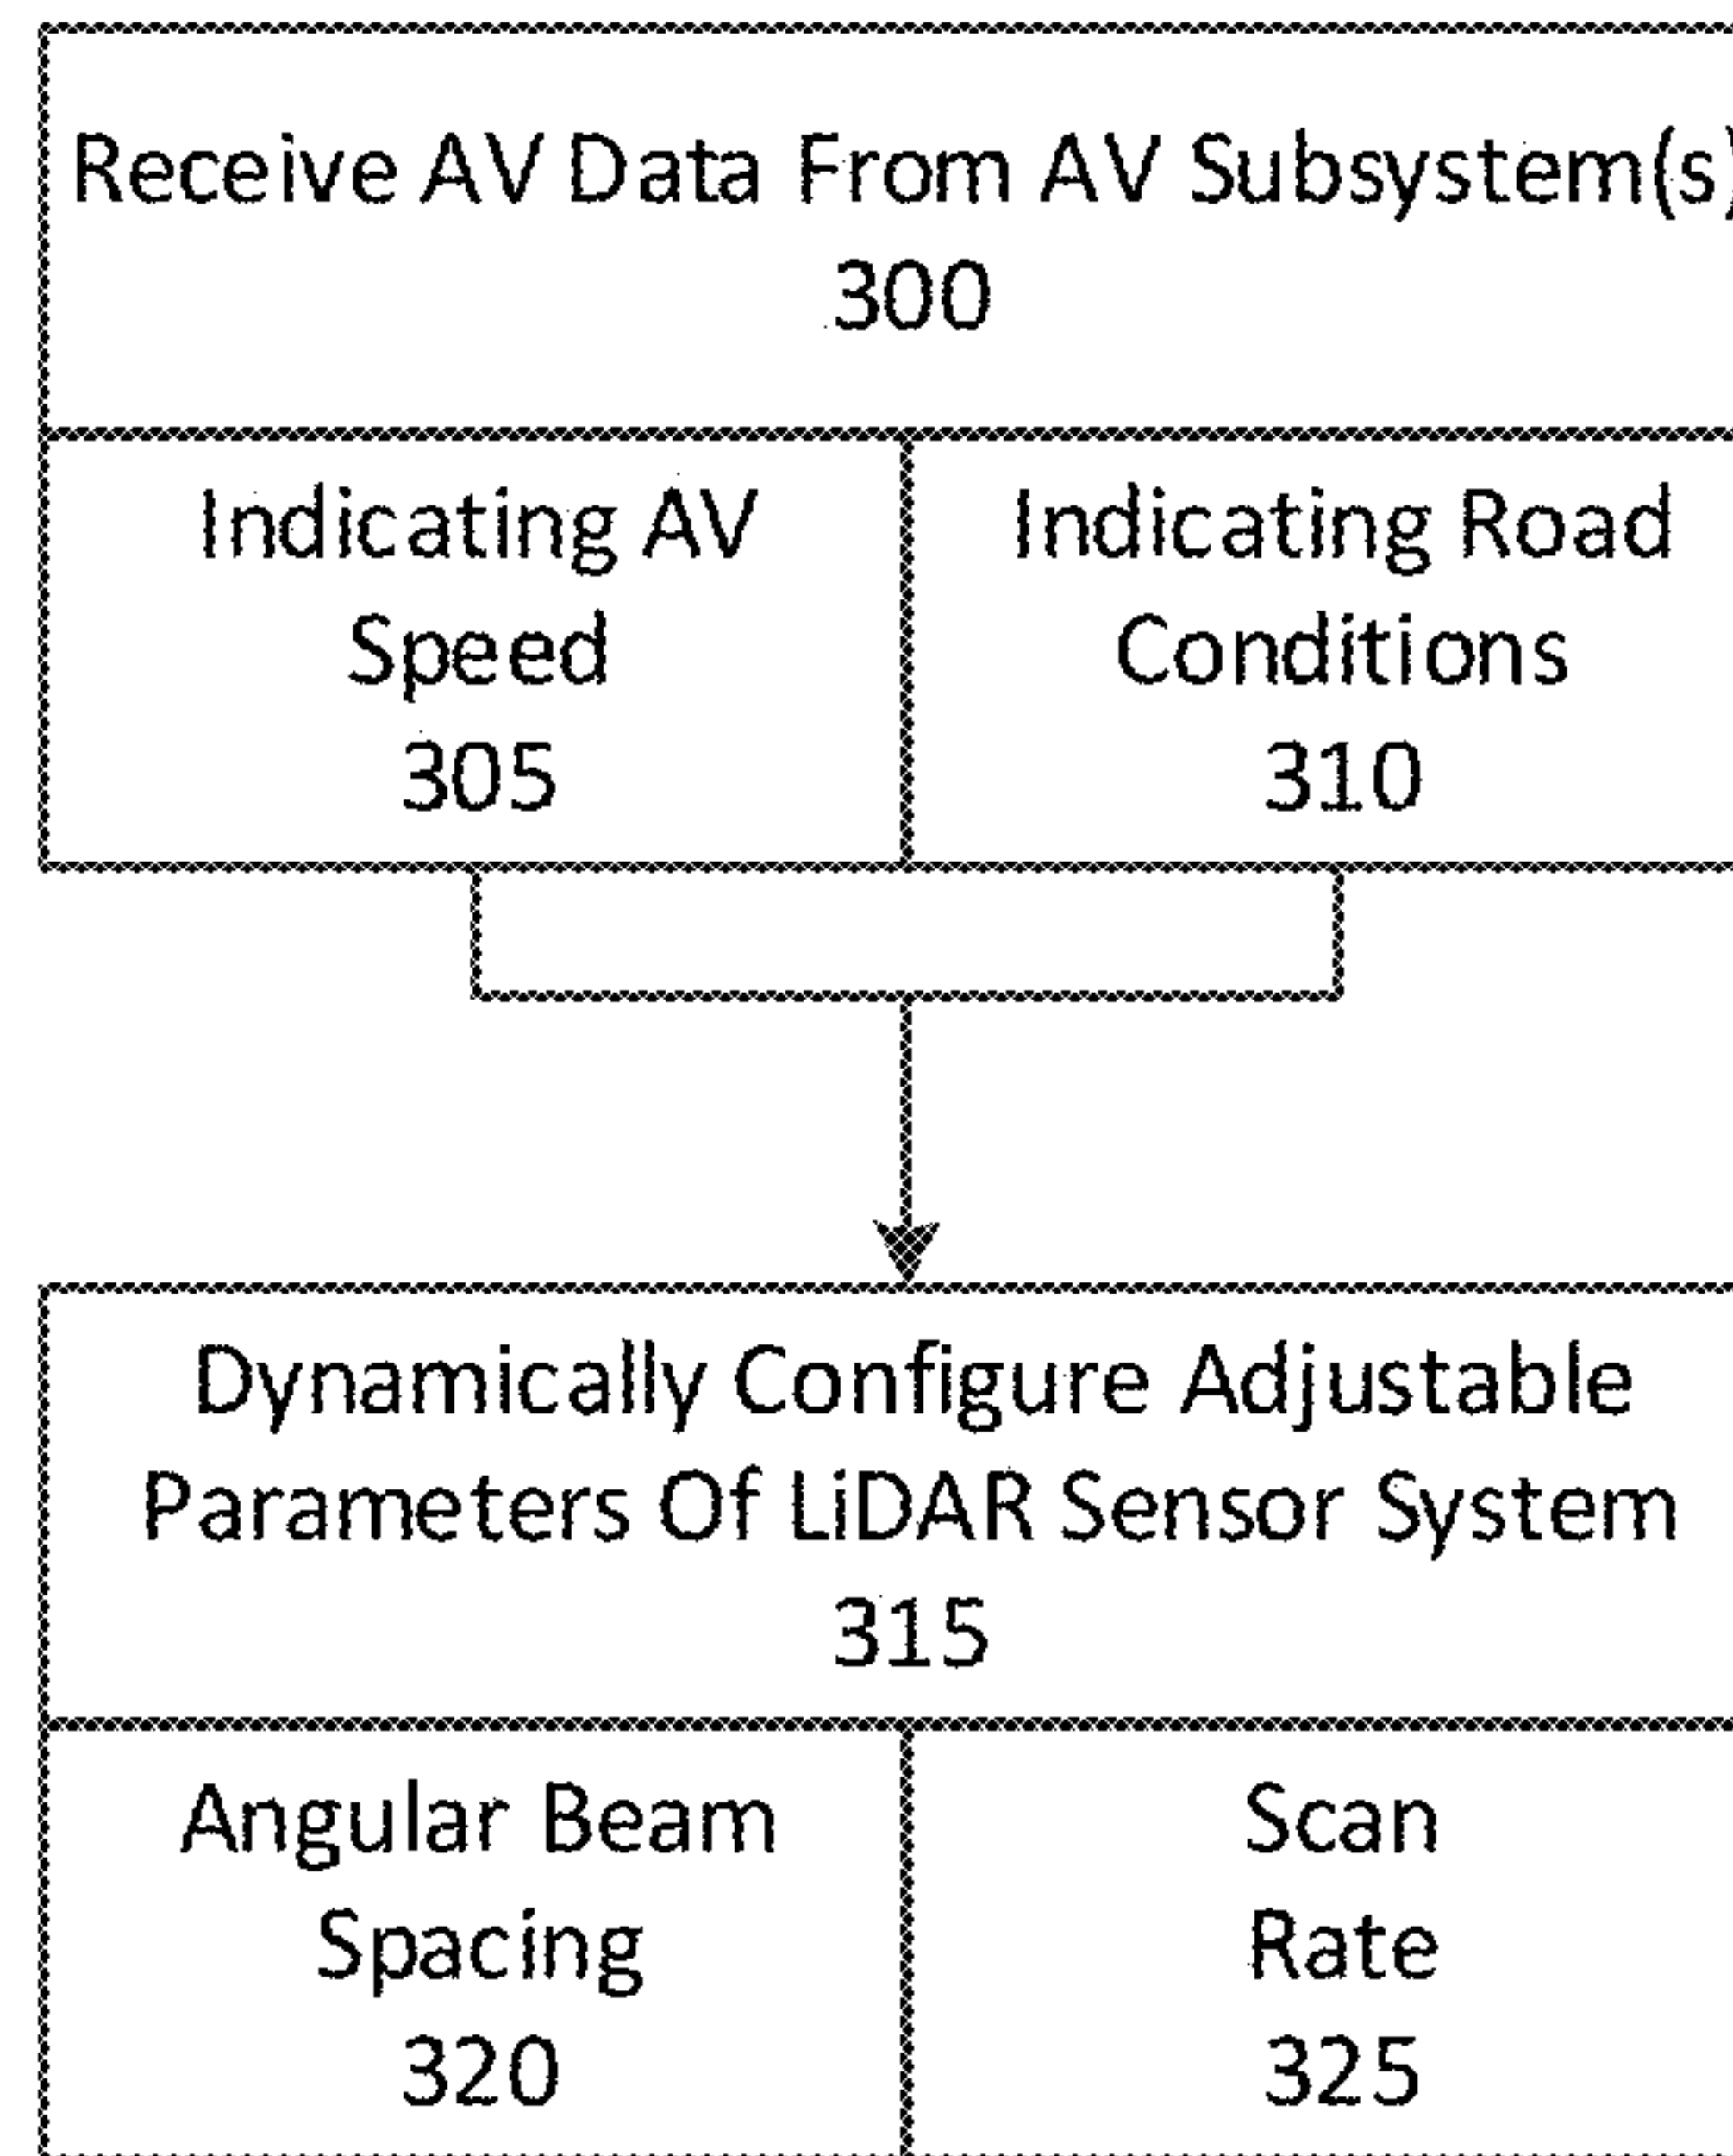 Receive AV Data From AV Subsystem(s)
300
Indicating AV
Speed
305
Indicating Road
Conditions
310
Dynamically Configure Adjustable
Parameters Of LiDAR Sensor System
315
Angular Beam
Spacing
320
Scan
Rate
325